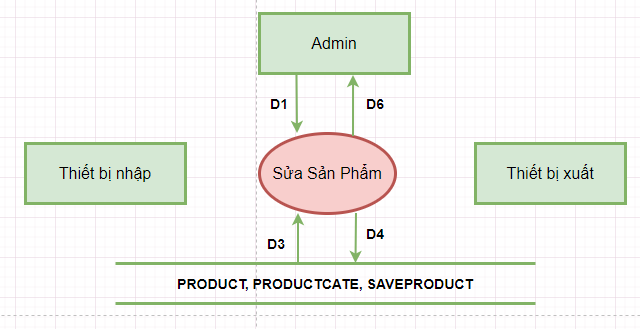 Admin
D1
D6
Thiết bị nhập
Sửa Sản Phẩm
Thiết bị xuất
D3
D4
PRODUCT, PRODUCTCATE, SAVEPRODUCT